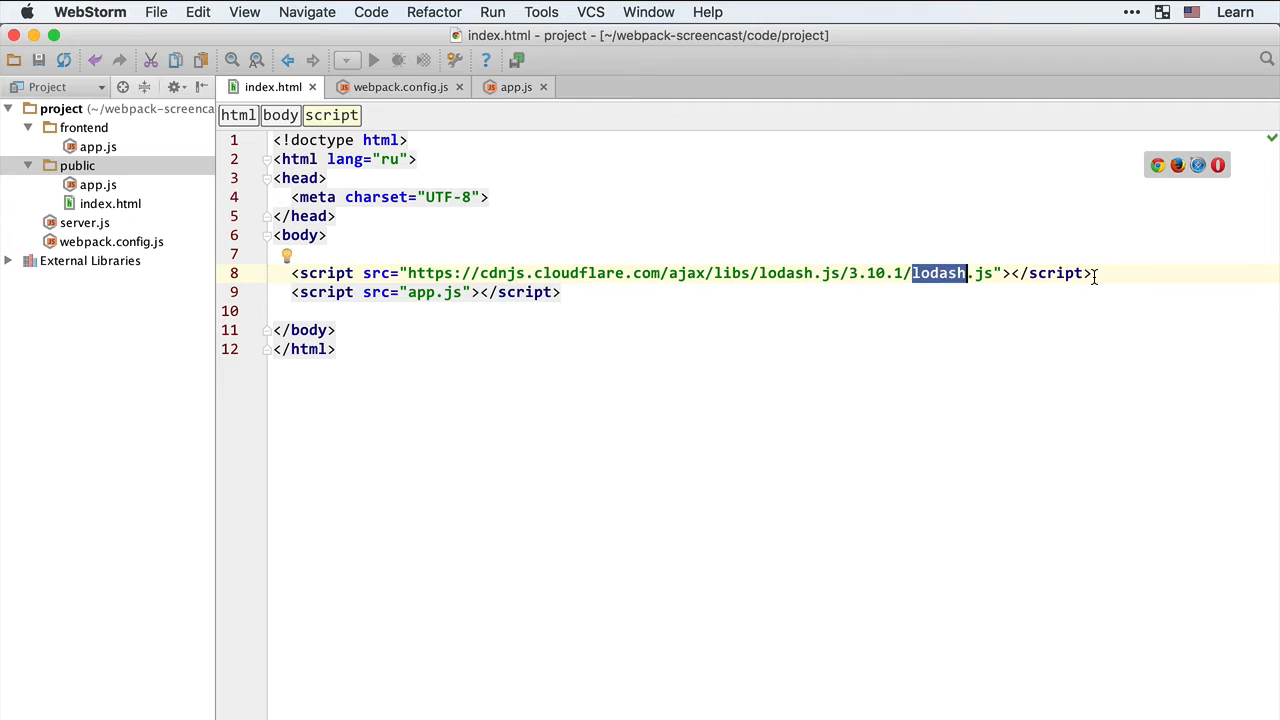 WebStorm File Edit View Navigate Code Refactor Run Tools VCS Window Help Learn
index.html - project - [~/webpack-screencast/code/project]
Project
index.html webpack.config.js app.js
project (~/webpack-screenca
frontend
app.js
public
app.js
index.html
server.js
webpack.config.js
External Libraries
html body script
1 <!doctype html>
2 <html lang="ru">
3 <head>
4 <meta charset="UTF-8">
5 </head>
6 <body>
7
8 <script src="https://cdnjs.cloudflare.com/ajax/libs/lodash.js/3.10.1/lodash.js"></script>
9 <script src="app.js"></script>
10
11 </body>
12 </html>